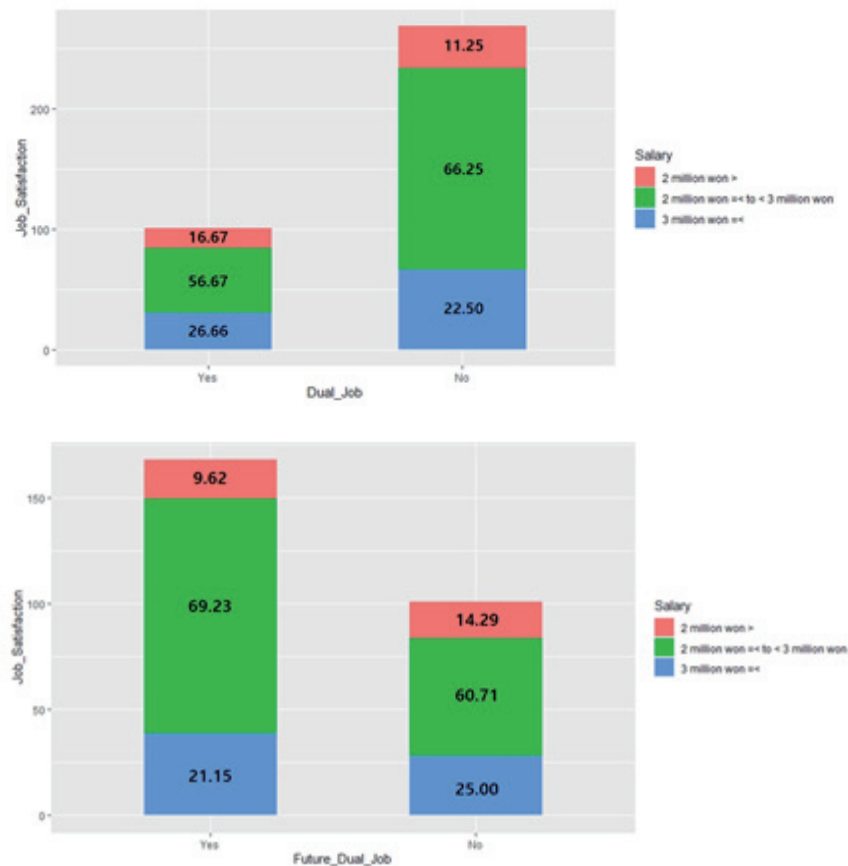 Job_Satisfaction
200
100
0
11.25
66.25
22.50
16.67
56.67
26.66
Yes
No
Dual_Job
Salary
2 million won >
2 million won =< to < 3 million won
3 million won =<
Job_Satisfaction
150
100
50
0
9.62
69.23
21.15
14.29
60.71
25.00
Yes
No
Future_Dual_Job
Salary
2 million won >
2 million won =< to < 3 million won
3 million won =<